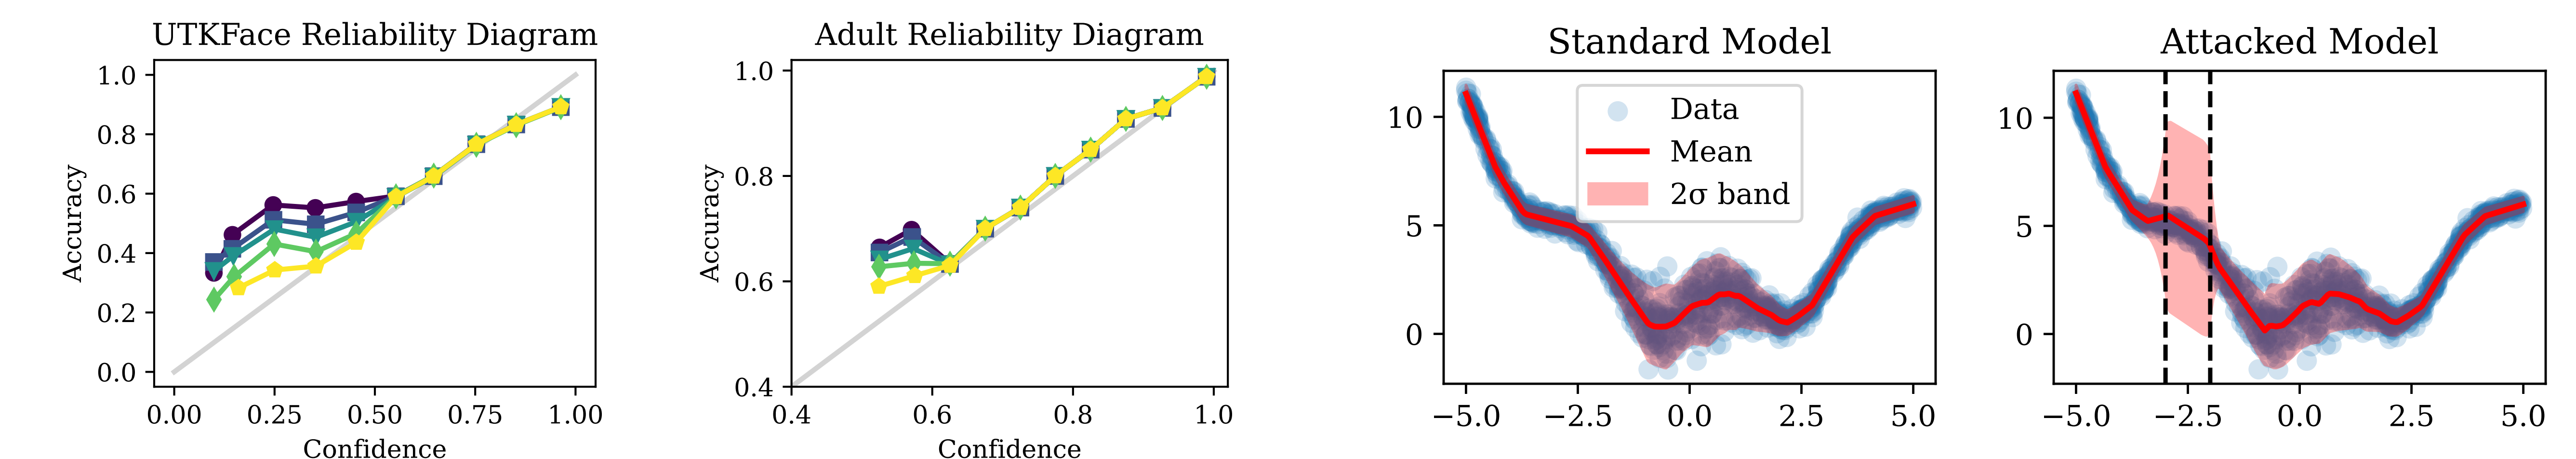 UTKFace Reliability Diagram
1.0
0.8
0.6
0.4
0.2
0.0
Accuracy
0.00 0.25 0.50 0.75 1.00
Confidence
Adult Reliability Diagram
1.0
0.8
0.6
0.4
Accuracy
0.4 0.6 0.8 1.0
Confidence
Standard Model
Data
Mean
2σ band
10
5
0
−5.0 −2.5 0.0 2.5 5.0
Attacked Model
10
5
0
−5.0 −2.5 0.0 2.5 5.0